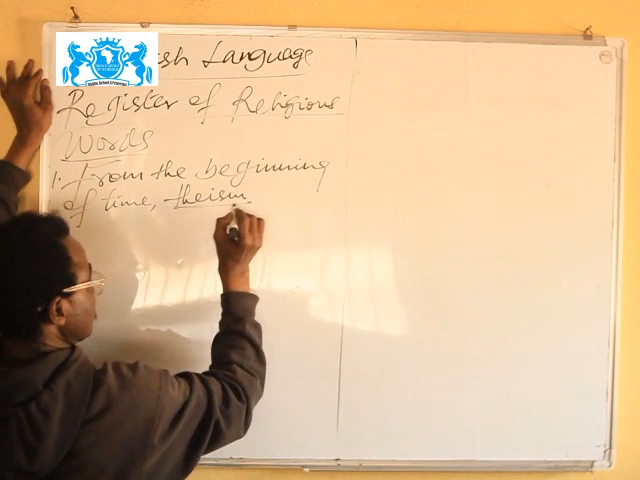 sh Language
Register of Religious
Words
1. From the beginning
of time, theism